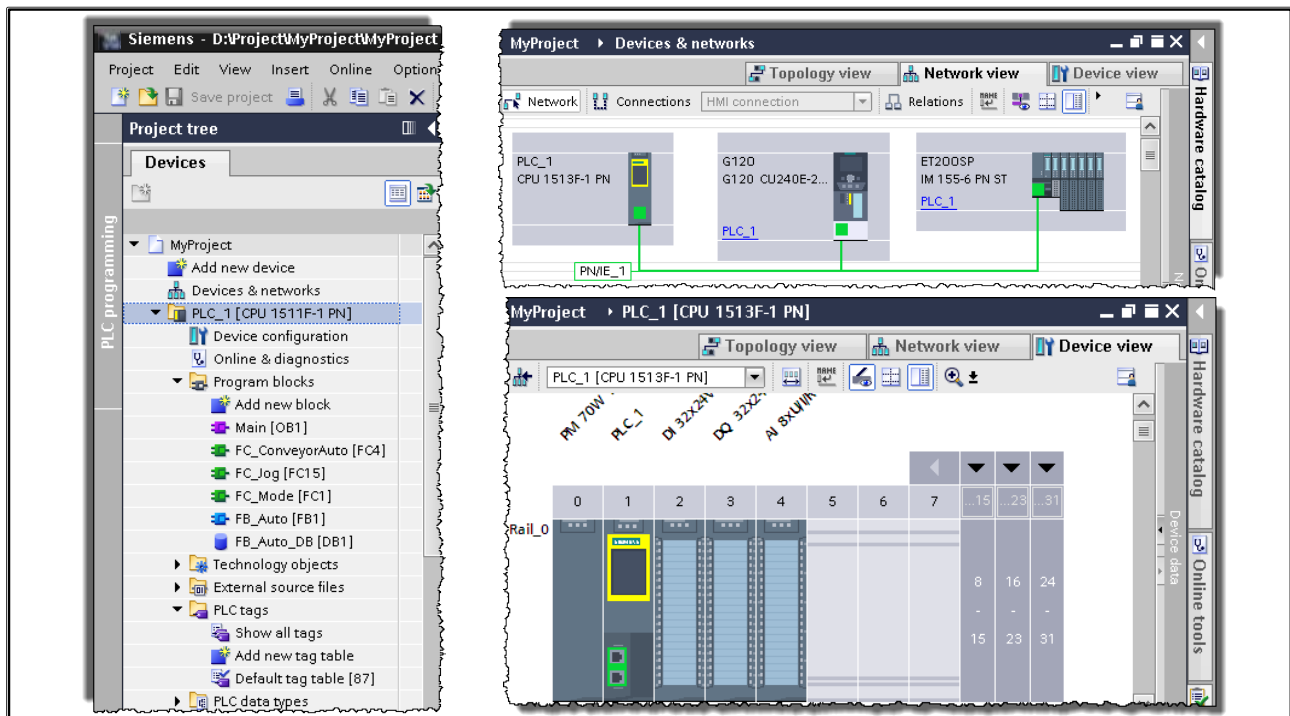 Siemens - D:\Project\MyProject\MyProject
Project Edit View Insert Online Option
Save project
Project tree
Devices
PLC programming
MyProject
Add new device
Devices & networks
PLC_1 [CPU 1511F-1 PN]
Device configuration
Online & diagnostics
Program blocks
Add new block
Main [OB1]
FC_ConveyorAuto [FC4]
FC_Jog [FC15]
FC_Mode [FC1]
FB_Auto [FB1]
FB_Auto_DB [DB1]
Technology objects
External source files
PLC tags
Show all tags
Add new tag table
Default tag table [87]
PLC data types
MyProject Devices & networks
Topology view Network view Device view
Network Connections HMI connection Relations
PLC_1
CPU 1513F-1 PN
G120
G120 CU240E-2...
PLC_1
ET200SP
IM 155-6 PN ST
PLC_1
PN/IE_1
Hardware catalog
MyProject PLC_1 [CPU 1513F-1 PN]
Topology view Network view Device view
PLC_1 [CPU 1513F-1 PN]
PM 70W PLC_1 DI 32x24V DQ 32x2 AI 8xU/I/R
0 1 2 3 4 5 6 7 ...15 ...23 ...31
Rail_0
SIEMENS
8 16 24
- - -
15 23 31
Device data
Hardware catalog
Online tools